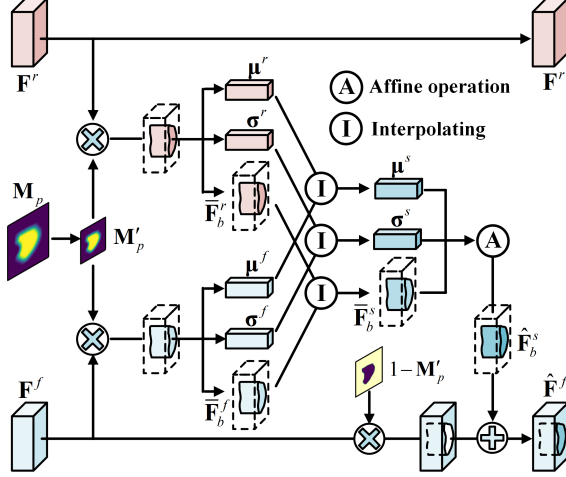 F^r
F^r
μ^r
A Affine operation
σ^r
I Interpolating
M_p
F̅_b^r
I
μ^s
M′_p
I
σ^s
A
μ^f
I
F̅_b^s
σ^f
F̂_b^s
F̅_b^f
1−M′_p
F^f
F̂^f